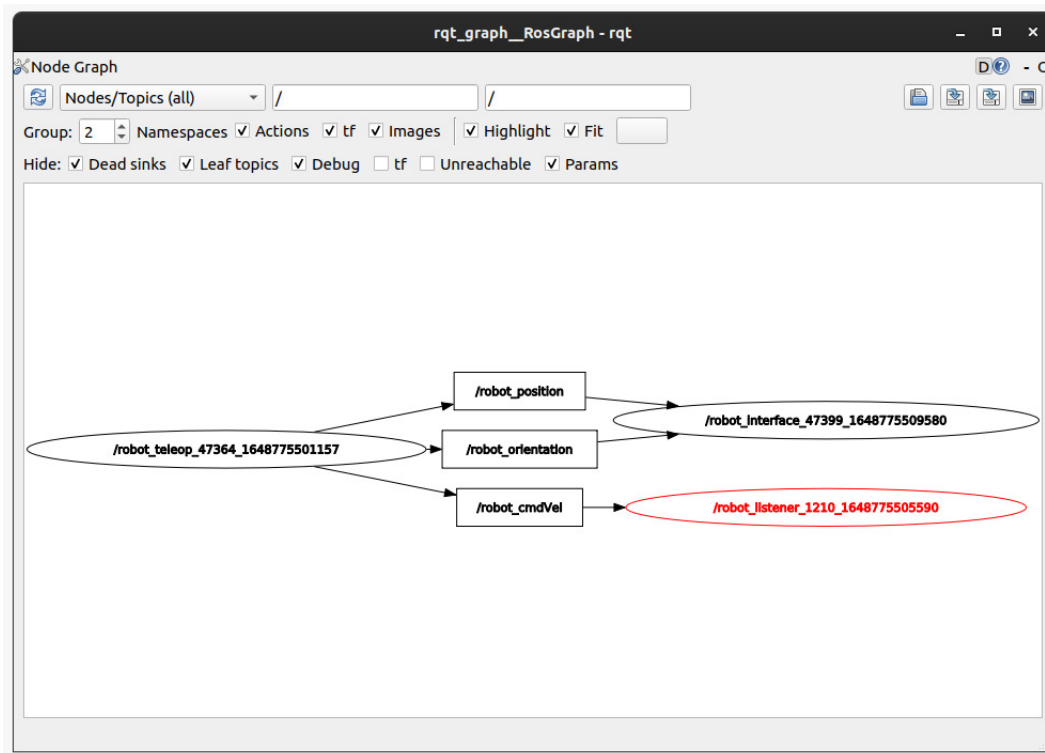 rqt_graph__RosGraph - rqt
Node Graph
D ? - O
Nodes/Topics (all) / /
Group: 2 Namespaces Actions tf Images Highlight Fit
Hide: Dead sinks Leaf topics Debug tf Unreachable Params
/robot_position
/robot_interface_47399_1648775509580
/robot_teleop_47364_1648775501157
/robot_orientation
/robot_cmdVel
/robot_listener_1210_1648775505590